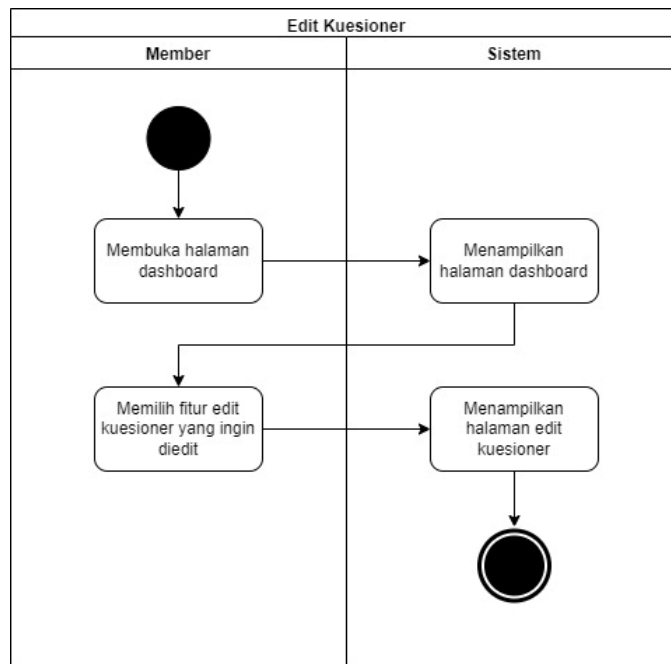 Edit Kuesioner
Member
Sistem
Membuka halaman
dashboard
Menampilkan
halaman dashboard
Memilih fitur edit
kuesioner yang ingin
diedit
Menampilkan
halaman edit
kuesioner